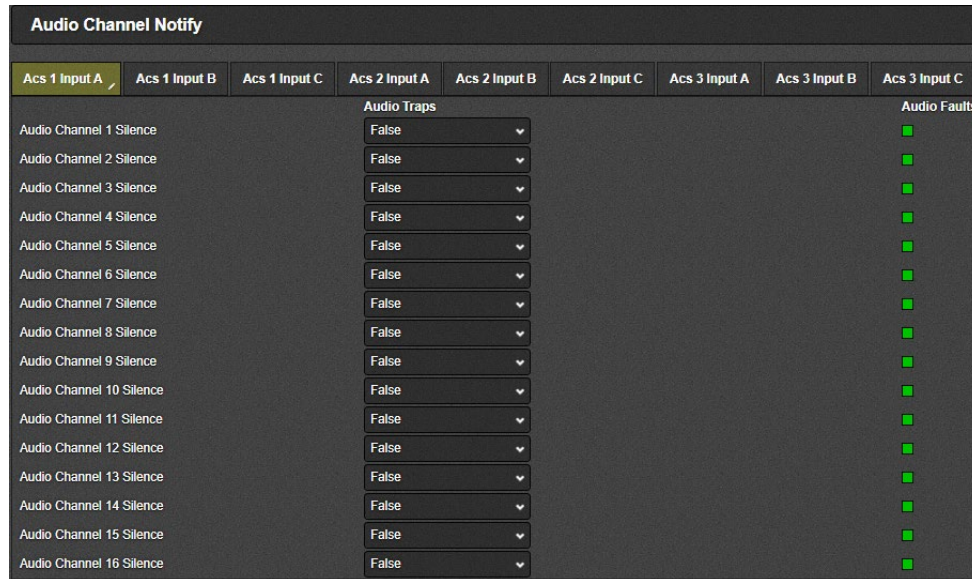 Audio Channel Notify
Acs 1 Input A Acs 1 Input B Acs 1 Input C Acs 2 Input A Acs 2 Input B Acs 2 Input C Acs 3 Input A Acs 3 Input B Acs 3 Input C
Audio Traps Audio Faults
Audio Channel 1 Silence False
Audio Channel 2 Silence False
Audio Channel 3 Silence False
Audio Channel 4 Silence False
Audio Channel 5 Silence False
Audio Channel 6 Silence False
Audio Channel 7 Silence False
Audio Channel 8 Silence False
Audio Channel 9 Silence False
Audio Channel 10 Silence False
Audio Channel 11 Silence False
Audio Channel 12 Silence False
Audio Channel 13 Silence False
Audio Channel 14 Silence False
Audio Channel 15 Silence False
Audio Channel 16 Silence False